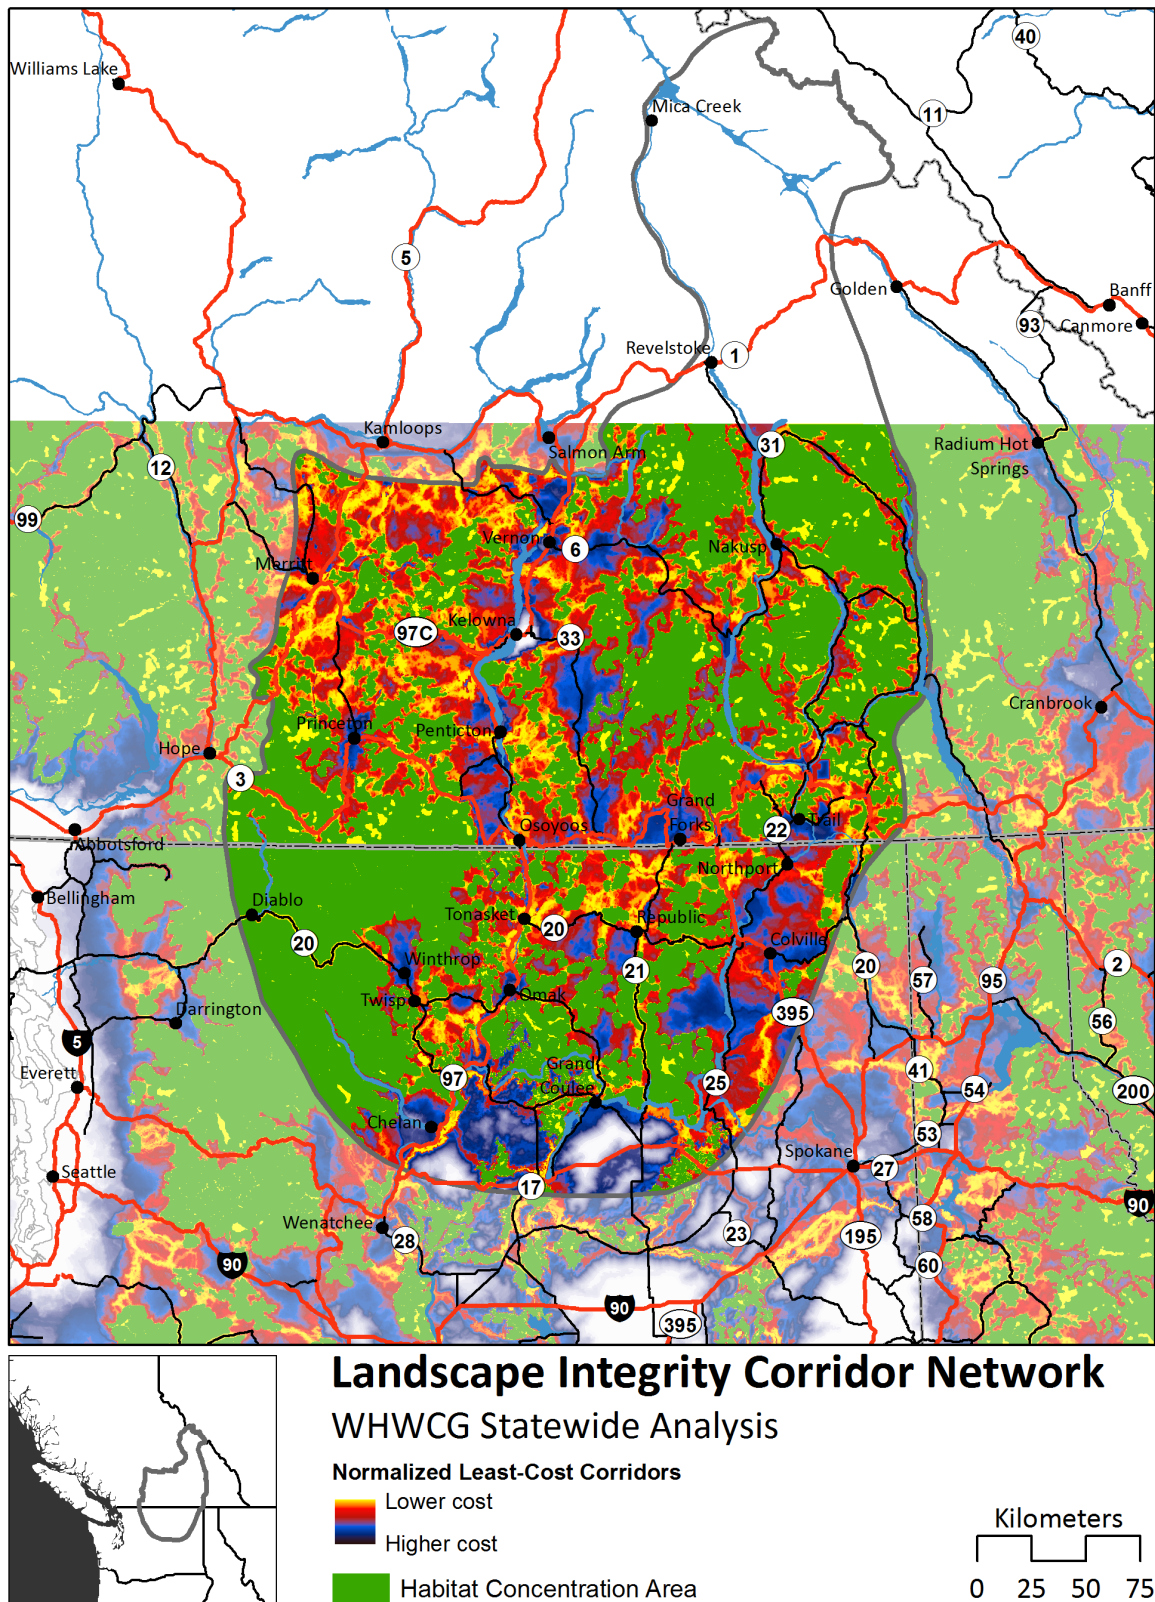 40
Williams Lake
Mica Creek
11
5
Golden
Banff
93
Canmore
Revelstoke
1
Kamloops
Salmon Arm
31
Radium Hot
Springs
12
99
Vernon
6
Nakusp
Merritt
Kelowna
97C
33
Cranbrook
Princeton
Penticton
Hope
3
Grand
Forks
Osoyoos
22
Trail
Abbotsford
Northport
Bellingham
Diablo
Tonasket
20
Republic
20
Colville
Winthrop
21
20
57
95
2
Twisp
Omak
Darrington
395
56
5
Everett
Grand
Coulee
97
25
41
54
200
Chelan
53
Seattle
Spokane
27
17
90
Wenatchee
28
23
195
58
90
60
90
395
Landscape Integrity Corridor Network
WHWCG Statewide Analysis
Normalized Least-Cost Corridors
Lower cost
Higher cost
Habitat Concentration Area
Kilometers
0 25 50 75